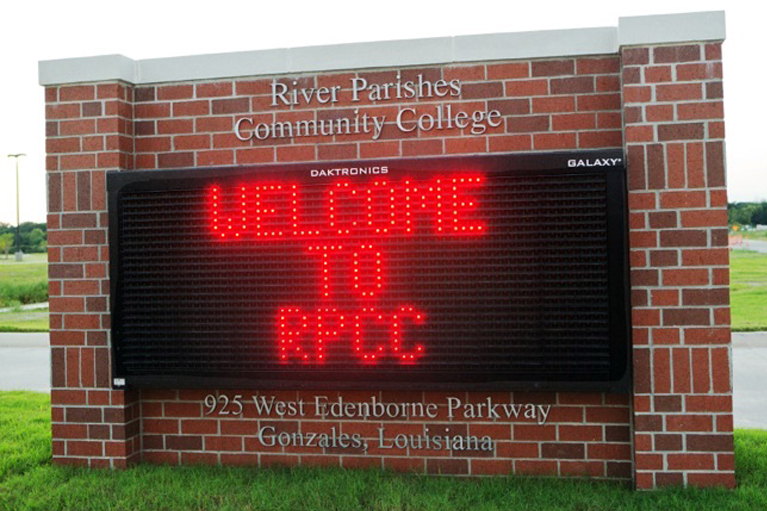 River Parishes
Community College
DAKTRONICS
GALAXY
WELCOME
TO
RPCC
925 West Edenborne Parkway
Gonzales, Louisiana